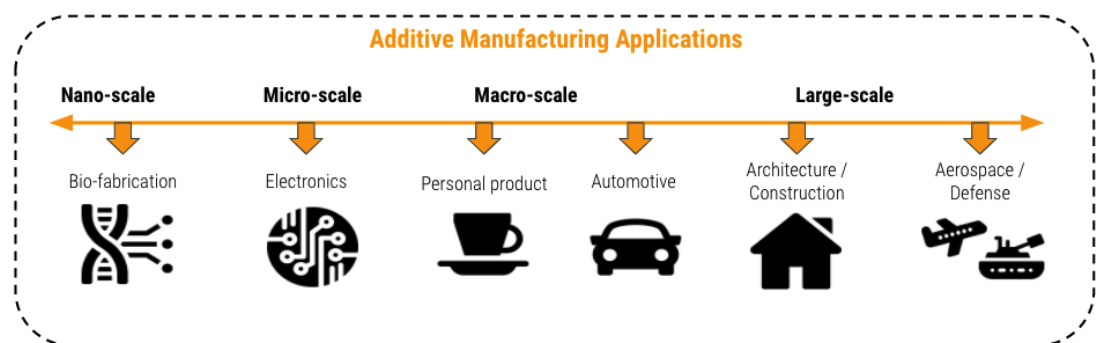 Additive Manufacturing Applications
Nano-scale
Micro-scale
Macro-scale
Large-scale
Bio-fabrication
Electronics
Personal product
Automotive
Architecture /
Construction
Aerospace /
Defense